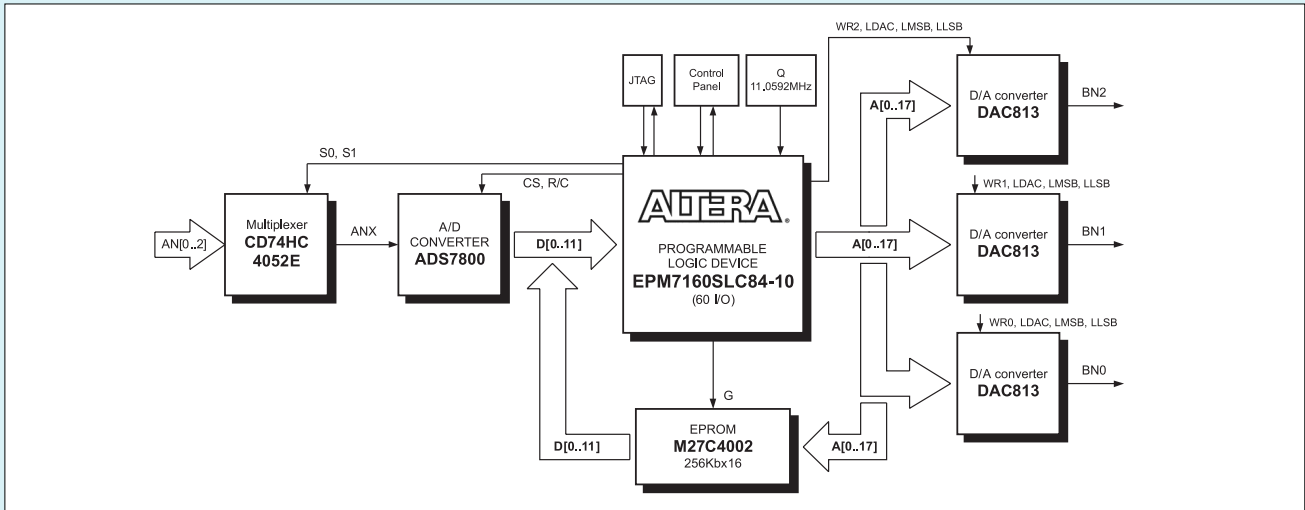 WR2, LDAC, LMSB, LLSB
JTAG
Control
Panel
Q
11.0592MHz
A[0..17]
D/A converter
DAC813
BN2
S0, S1
CS, R/C
AN[0..2]
Multiplexer
CD74HC
4052E
ANX
A/D
CONVERTER
ADS7800
D[0..11]
ALTERA®
PROGRAMMABLE
LOGIC DEVICE
EPM7160SLC84-10
(60 I/O)
A[0..17]
WR1, LDAC, LMSB, LLSB
D/A converter
DAC813
BN1
WR0, LDAC, LMSB, LLSB
D/A converter
DAC813
BN0
G
D[0..11]
EPROM
M27C4002
256Kbx16
A[0..17]